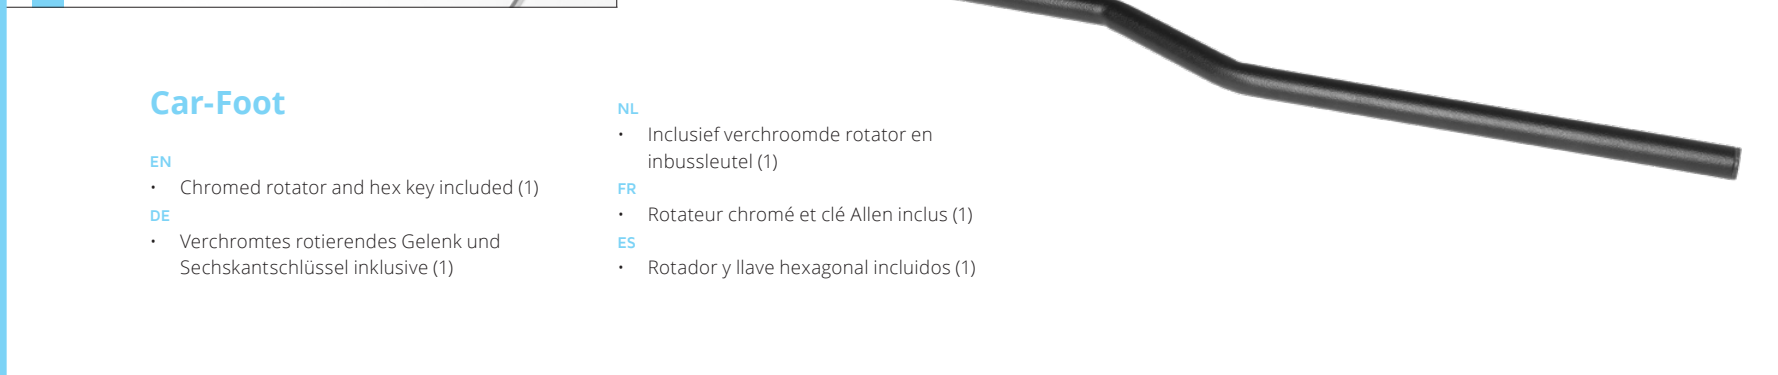 Car-Foot
EN
• Chromed rotator and hex key included (1)
DE
• Verchromtes rotierendes Gelenk und
Sechskantschlüssel inklusive (1)
NL
• Inclusief verchroomde rotator en
inbussleutel (1)
FR
• Rotateur chromé et clé Allen inclus (1)
ES
• Rotador y llave hexagonal incluidos (1)